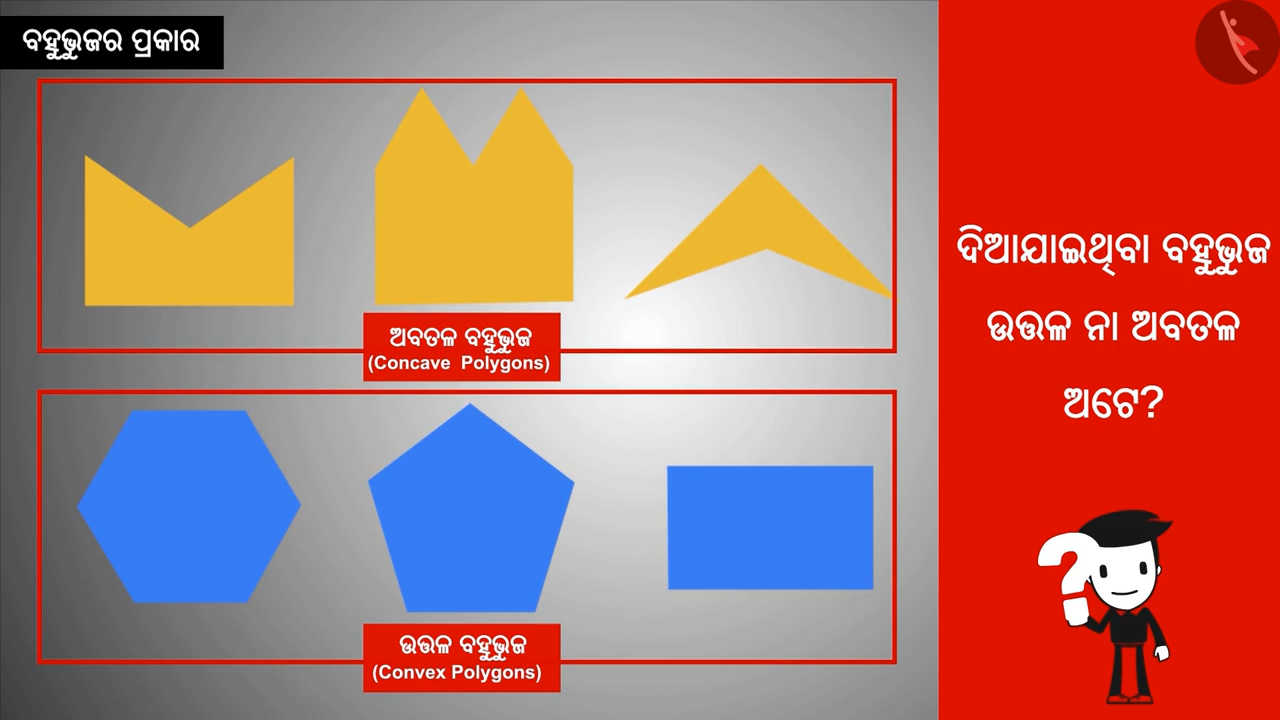 ବହୁଭୁଜର ପ୍ରକାର
ଅବତଳ ବହୁଭୁଜ
(Concave Polygons)
ଉତ୍ତଳ ବହୁଭୁଜ
(Convex Polygons)
ଦିଆଯାଇଥିବା ବହୁଭୁଜ
ଉତ୍ତଳ ନା ଅବତଳ
ଅଟେ?